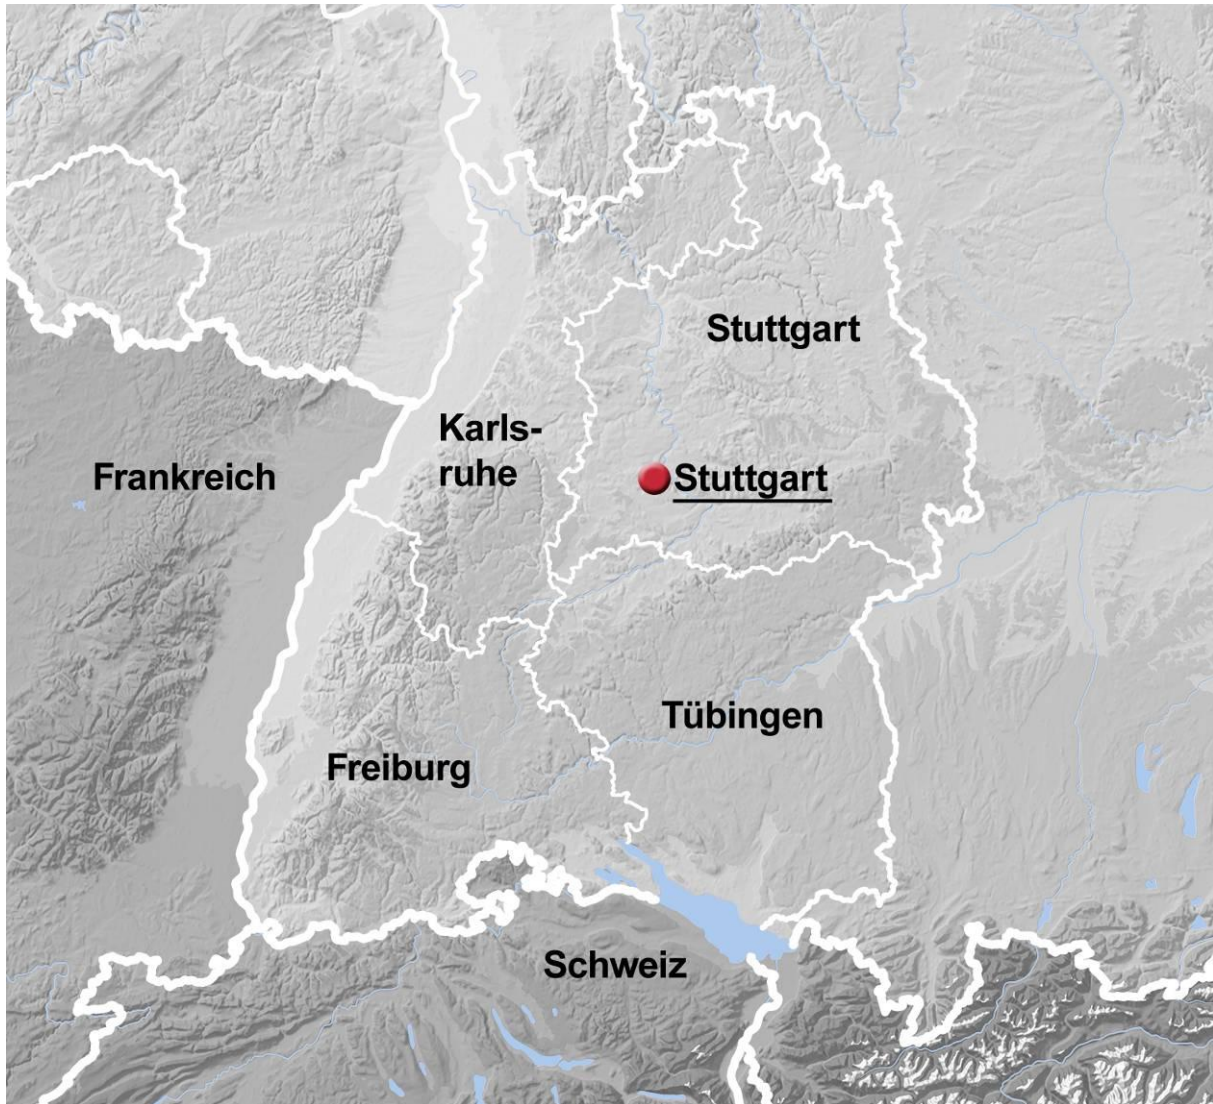 Stuttgart
Karls-
ruhe
Frankreich
Stuttgart
Tübingen
Freiburg
Schweiz